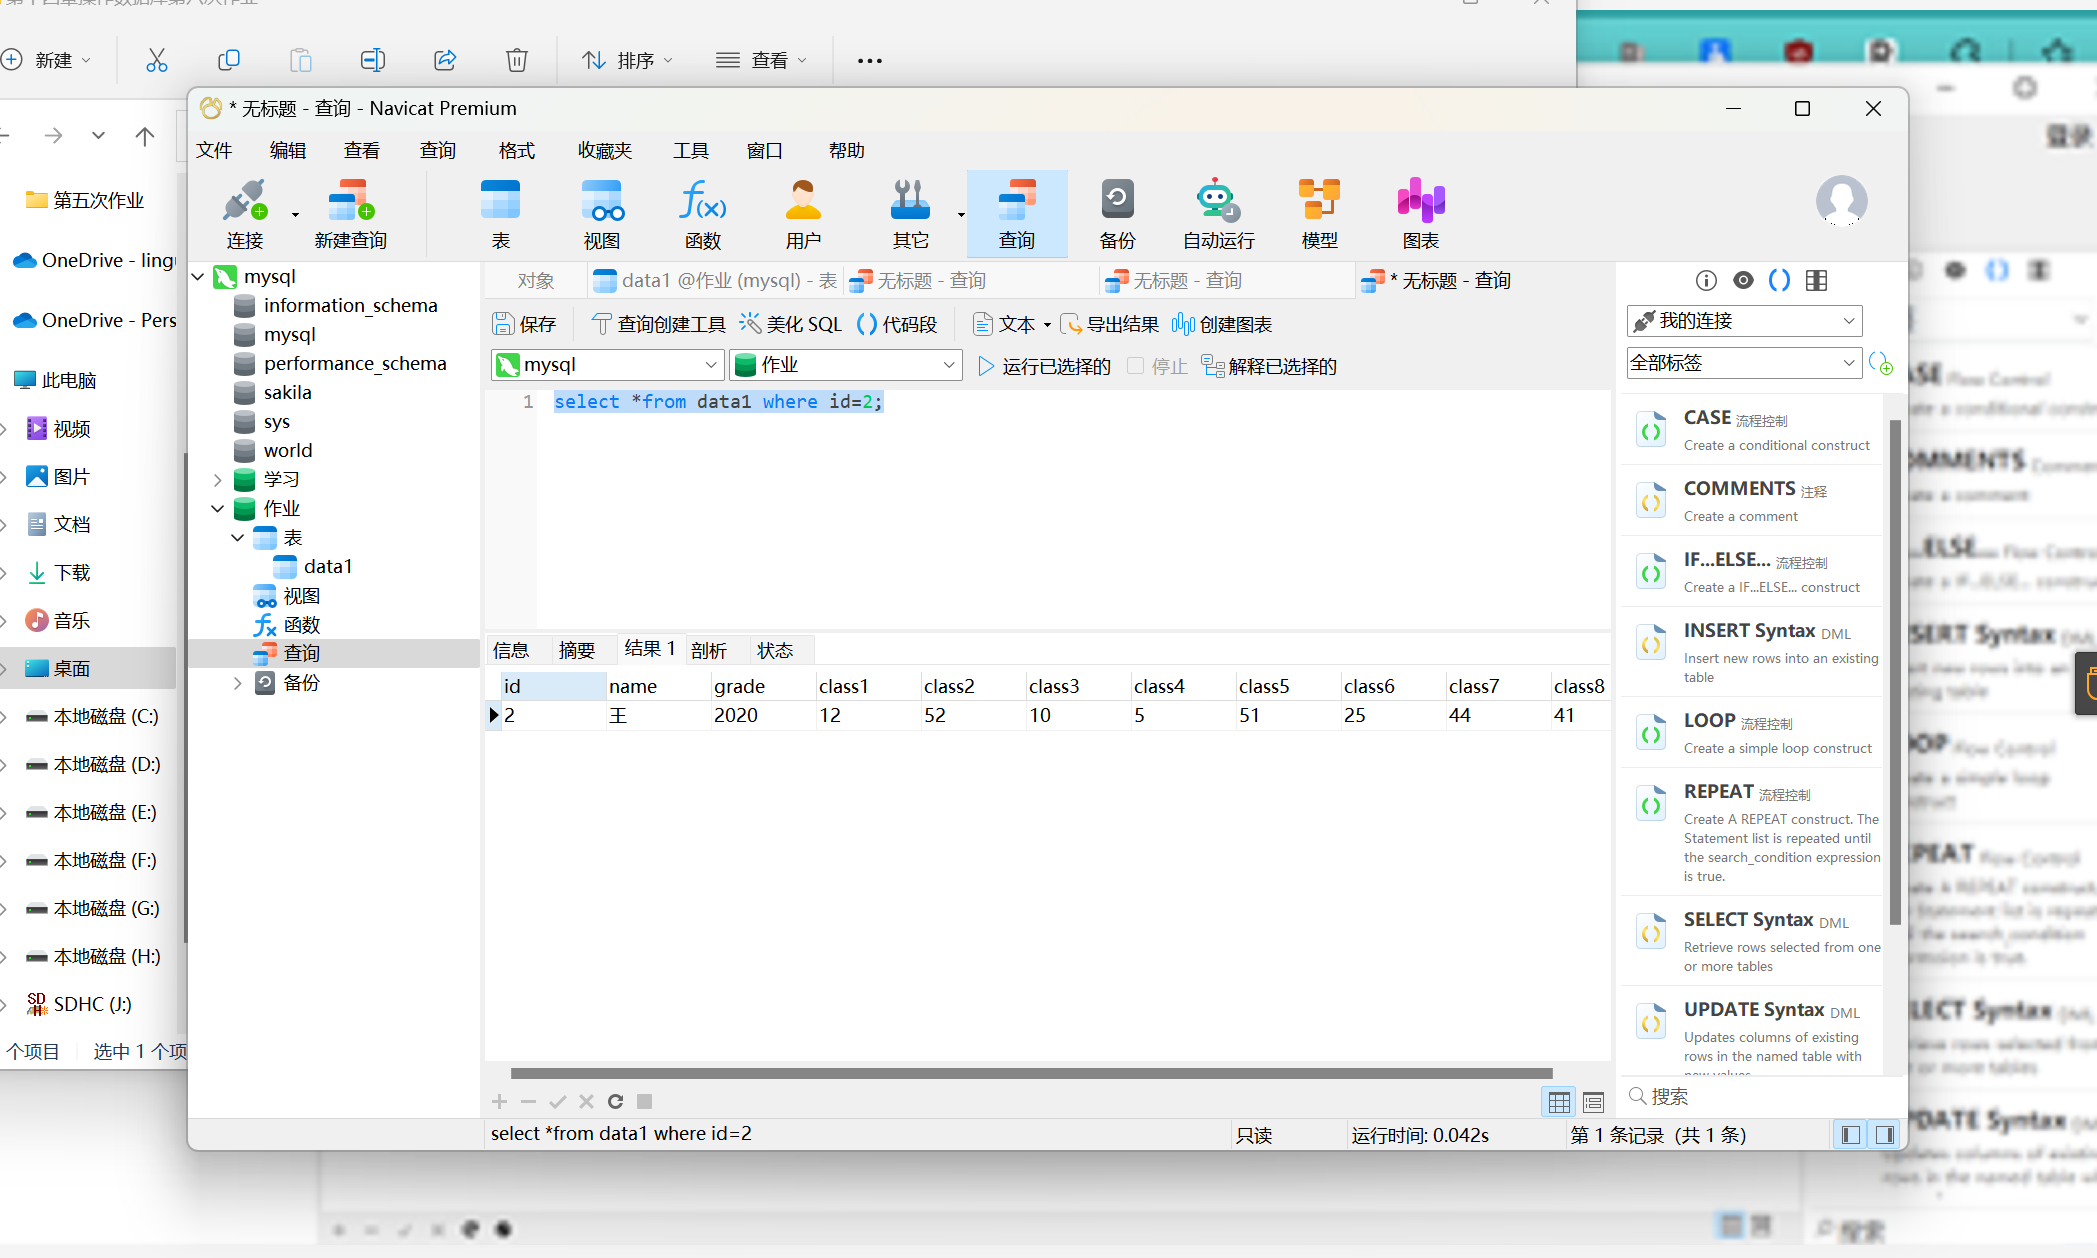 新建
排序
查看
* 无标题 - 查询 - Navicat Premium
文件 编辑 查看 查询 格式 收藏夹 工具 窗口 帮助
连接 新建查询 表 视图 函数 用户 其它 查询 备份 自动运行 模型 图表
第五次作业
OneDrive - ling
OneDrive - Pers
此电脑
视频
图片
文档
下载
音乐
桌面
本地磁盘 (C:)
本地磁盘 (D:)
本地磁盘 (E:)
本地磁盘 (F:)
本地磁盘 (G:)
本地磁盘 (H:)
SDHC (J:)
个项目 选中 1 个项
mysql
information_schema
mysql
performance_schema
sakila
sys
world
学习
作业
表
data1
视图
函数
查询
备份
对象 data1 @作业 (mysql) - 表 无标题 - 查询 无标题 - 查询 * 无标题 - 查询
保存 查询创建工具 美化 SQL 代码段 文本 导出结果 创建图表
mysql 作业 运行已选择的 停止 解释已选择的
1 select *from data1 where id=2;
信息 摘要 结果 1 剖析 状态
id name grade class1 class2 class3 class4 class5 class6 class7 class8
2 王 2020 12 52 10 5 51 25 44 41
select *from data1 where id=2 只读 运行时间: 0.042s 第 1 条记录 (共 1 条)
我的连接
全部标签
CASE 流程控制
Create a conditional construct
COMMENTS 注释
Create a comment
IF...ELSE... 流程控制
Create a IF...ELSE... construct
INSERT Syntax DML
Insert new rows into an existing
table
LOOP 流程控制
Create a simple loop construct
REPEAT 流程控制
Create A REPEAT construct. The
Statement list is repeated until
the search_condition expression
is true.
SELECT Syntax DML
Retrieve rows selected from one
or more tables
UPDATE Syntax DML
Updates columns of existing
rows in the named table with
new values
搜索
登录
搜索